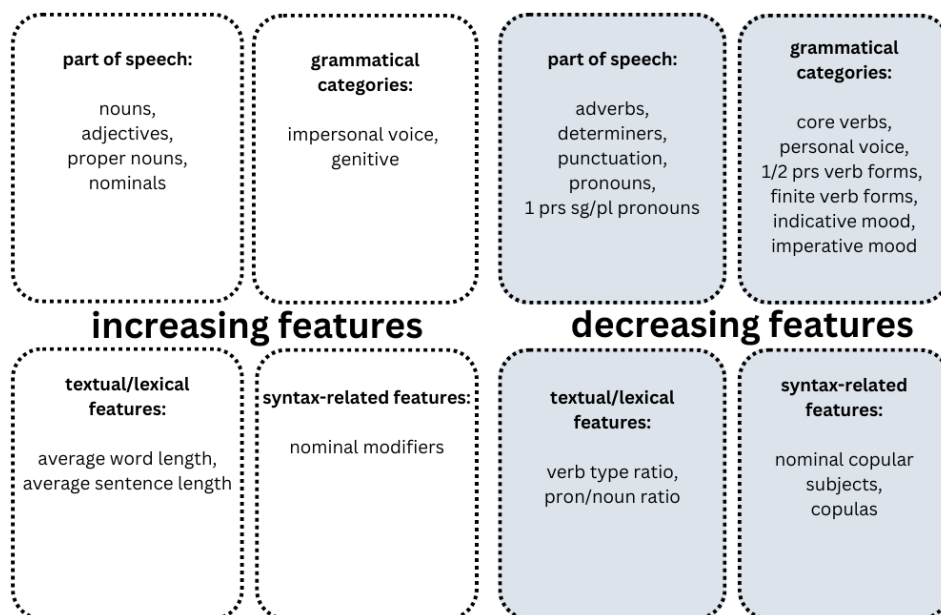 part of speech:
nouns,
adjectives,
proper nouns,
nominals
grammatical
categories:
impersonal voice,
genitive
part of speech:
adverbs,
determiners,
punctuation,
pronouns,
1 prs sg/pl pronouns
grammatical
categories:
core verbs,
personal voice,
1/2 prs verb forms,
finite verb forms,
indicative mood,
imperative mood
increasing features
decreasing features
textual/lexical
features:
average word length,
average sentence length
syntax-related features:
nominal modifiers
textual/lexical
features:
verb type ratio,
pron/noun ratio
syntax-related
features:
nominal copular
subjects,
copulas